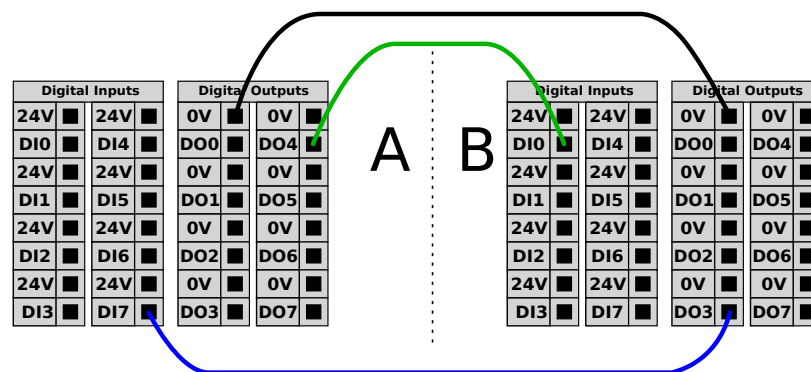 Digital Inputs Digital Outputs Digital Inputs Digital Outputs
24V 24V 0V 0V 24V 24V 0V 0V
DI0 DI4 DO0 DO4 A B DI0 DI4 DO0 DO4
24V 24V 0V 0V 24V 24V 0V 0V
DI1 DI5 DO1 DO5 DI1 DI5 DO1 DO5
24V 24V 0V 0V 24V 24V 0V 0V
DI2 DI6 DO2 DO6 DI2 DI6 DO2 DO6
24V 24V 0V 0V 24V 24V 0V 0V
DI3 DI7 DO3 DO7 DI3 DI7 DO3 DO7